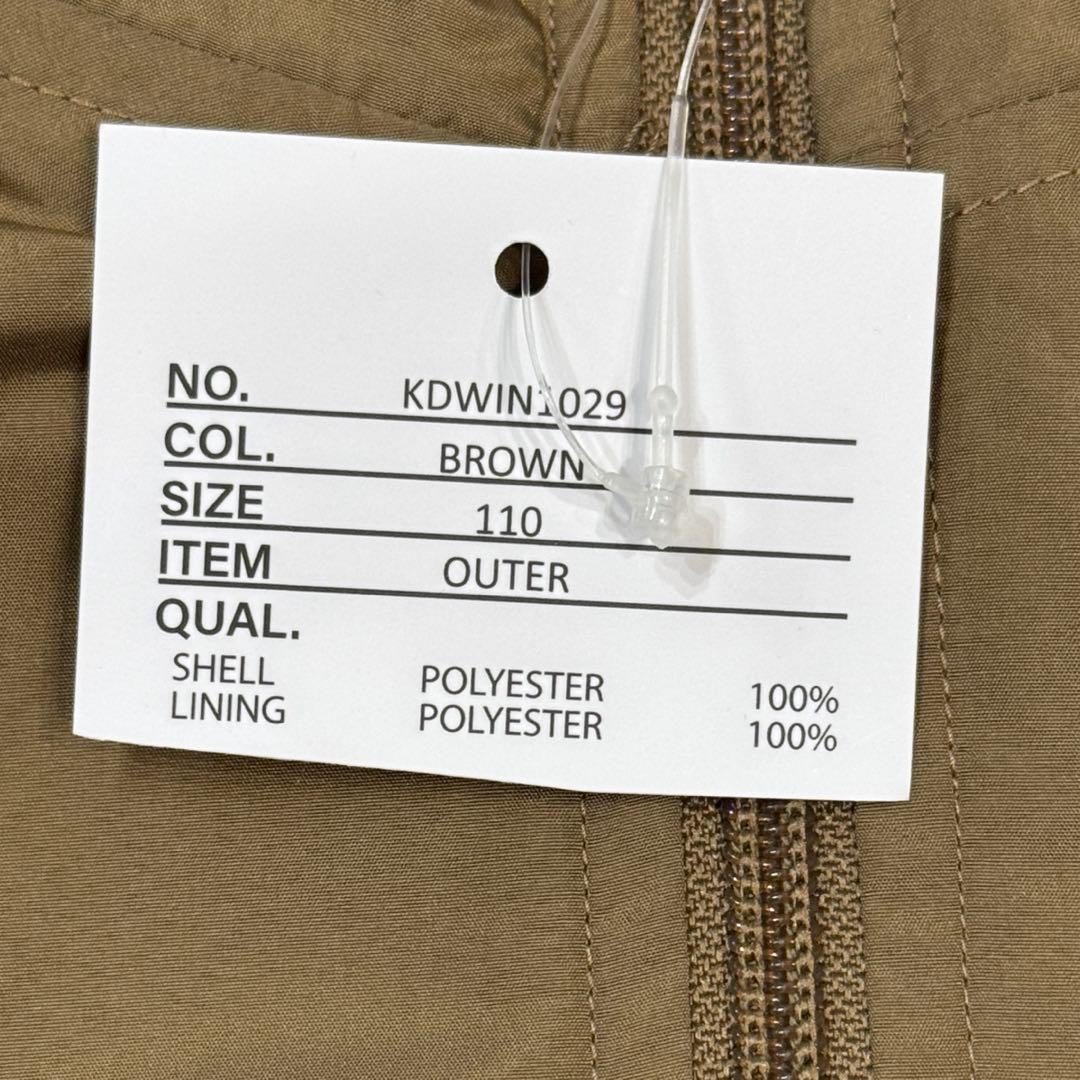 NO. KDWIN1029
COL. BROWN
SIZE 110
ITEM OUTER
QUAL.
SHELL POLYESTER 100%
LINING POLYESTER 100%